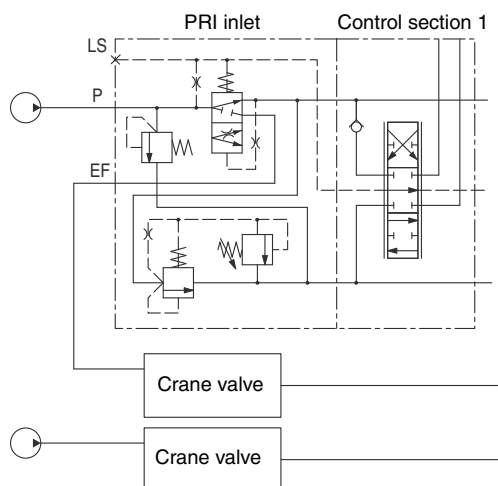 PRI inlet
Control section 1
LS
P
EF
Crane valve
Crane valve